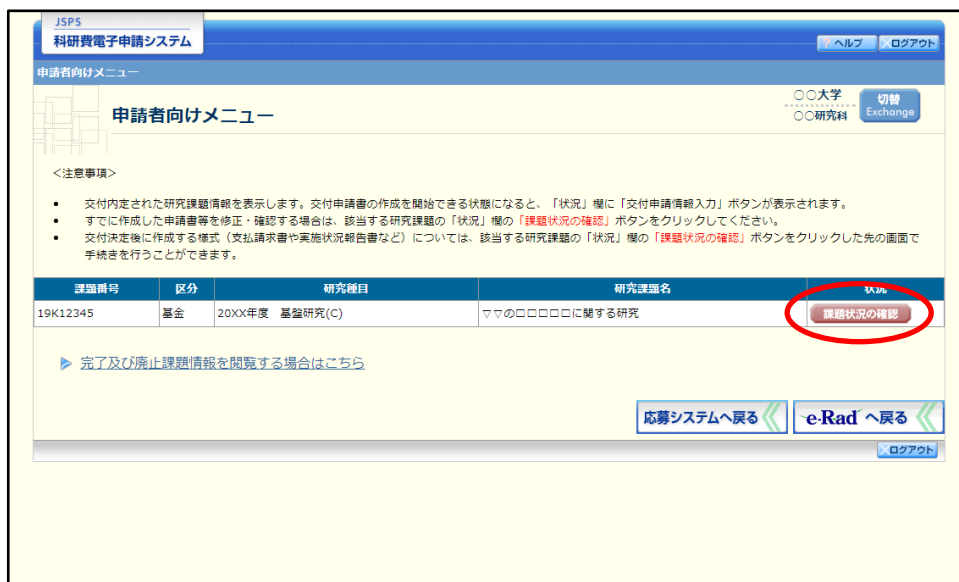 JSPS
科研費電子申請システム
? ヘルプ ログアウト
申請者向けメニュー
申請者向けメニュー
○○大学
○○研究科
切替
Exchange
<注意事項>
• 交付内定された研究課題情報を表示します。交付申請書の作成を開始できる状態になると、「状況」欄に「交付申請情報入力」ボタンが表示されます。
• すでに作成した申請書等を修正・確認する場合は、該当する研究課題の「状況」欄の「課題状況の確認」ボタンをクリックしてください。
• 交付決定後に作成する様式（支払請求書や実施状況報告書など）については、該当する研究課題の「状況」欄の「課題状況の確認」ボタンをクリックした先の画面で
手続きを行うことができます。
課題番号 区分 研究種目 研究課題名 状況
19K12345 基金 20XX年度 基盤研究(C) ▽▽の□□□□□に関する研究 課題状況の確認
完了及び廃止課題情報を閲覧する場合はこちら
応募システムへ戻る e-Rad へ戻る
ログアウト